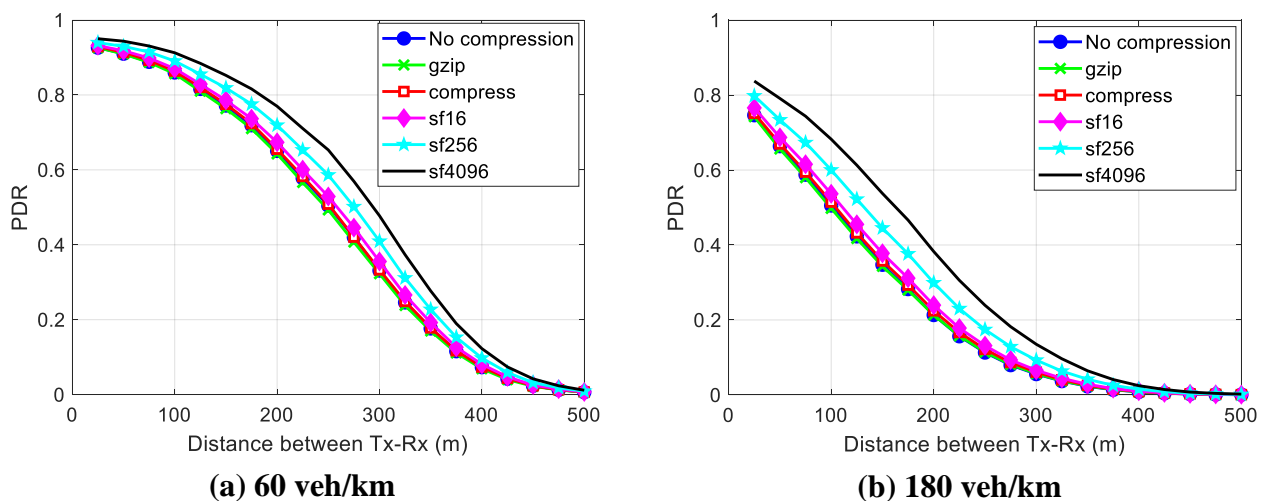 1
0.8
0.6
0.4
0.2
0
PDR
0 100 200 300 400 500
Distance between Tx-Rx (m)
No compression
gzip
compress
sf16
sf256
sf4096
(a) 60 veh/km
1
0.8
0.6
0.4
0.2
0
PDR
0 100 200 300 400 500
Distance between Tx-Rx (m)
No compression
gzip
compress
sf16
sf256
sf4096
(b) 180 veh/km